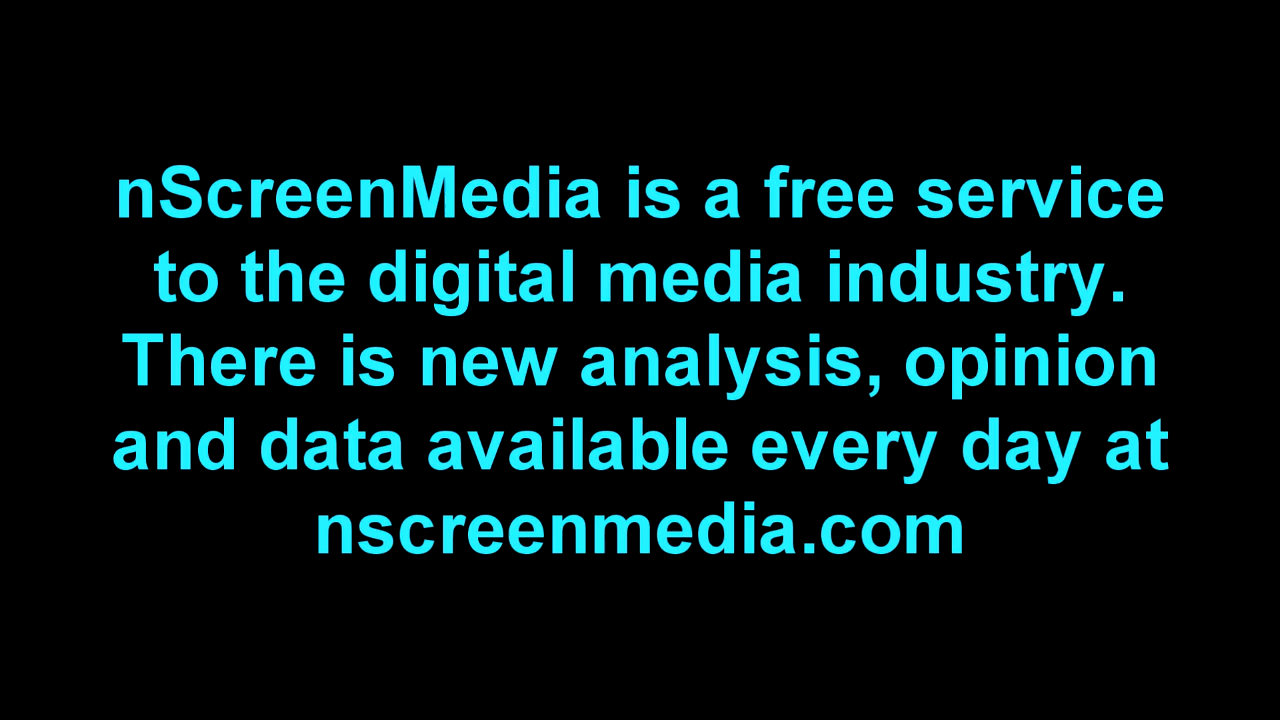 nScreenMedia is a free service
to the digital media industry.
There is new analysis, opinion
and data available every day at
nscreenmedia.com